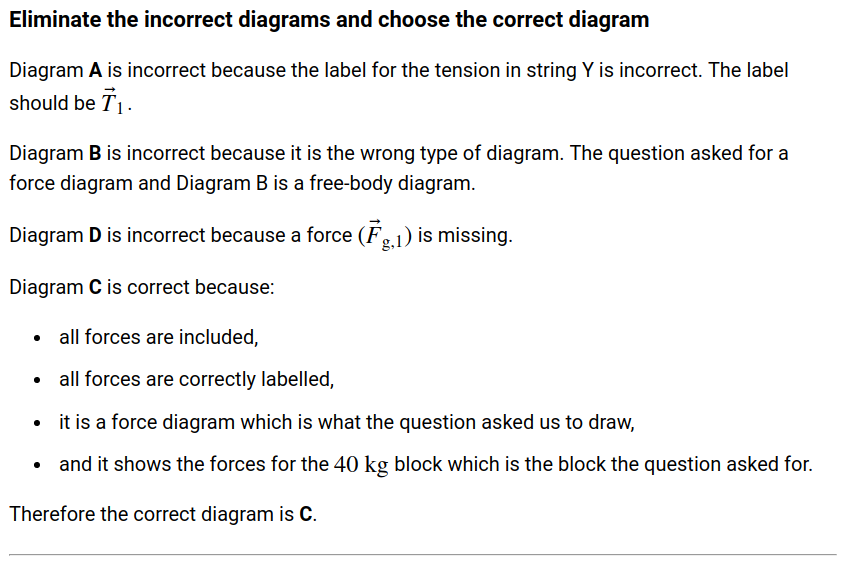 Eliminate the incorrect diagrams and choose the correct diagram
Diagram A is incorrect because the label for the tension in string Y is incorrect. The label
should be T⃗₁.
Diagram B is incorrect because it is the wrong type of diagram. The question asked for a
force diagram and Diagram B is a free-body diagram.
Diagram D is incorrect because a force (F⃗g,1) is missing.
Diagram C is correct because:
• all forces are included,
• all forces are correctly labelled,
• it is a force diagram which is what the question asked us to draw,
• and it shows the forces for the 40 kg block which is the block the question asked for.
Therefore the correct diagram is C.